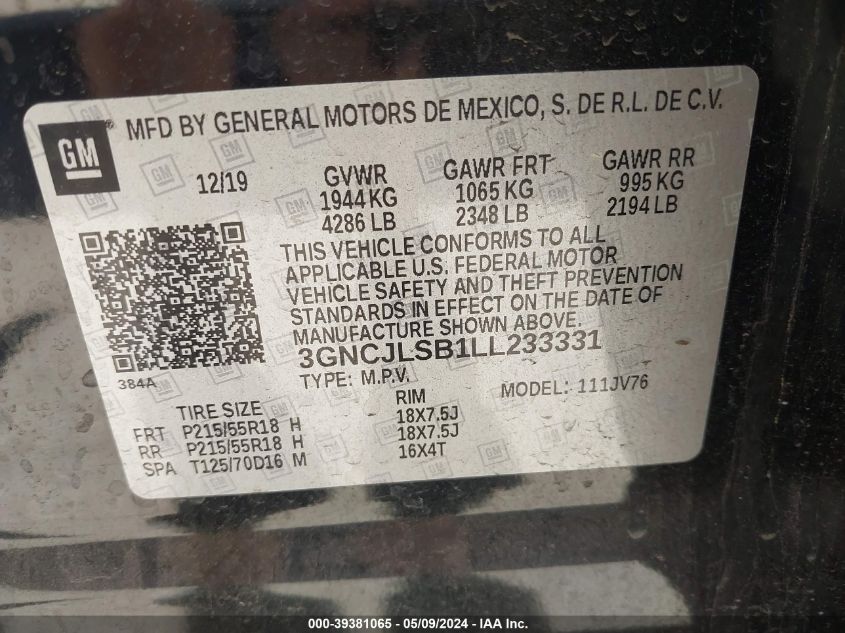 GM ® MFD BY GENERAL MOTORS DE MEXICO, S. DE R.L. DE C.V.
12/19 GVWR GAWR FRT GAWR RR
1944 KG 1065 KG 995 KG
4286 LB 2348 LB 2194 LB
THIS VEHICLE CONFORMS TO ALL
APPLICABLE U.S. FEDERAL MOTOR
VEHICLE SAFETY AND THEFT PREVENTION
STANDARDS IN EFFECT ON THE DATE OF
MANUFACTURE SHOWN ABOVE.
3GNCJLSB1LL233331
384A TYPE: M.P.V. MODEL: 111JV76
TIRE SIZE RIM
FRT P215/55R18 H 18X7.5J
RR P215/55R18 H 18X7.5J
SPA T125/70D16 M 16X4T
000-39381065 - 05/09/2024 - IAA Inc.